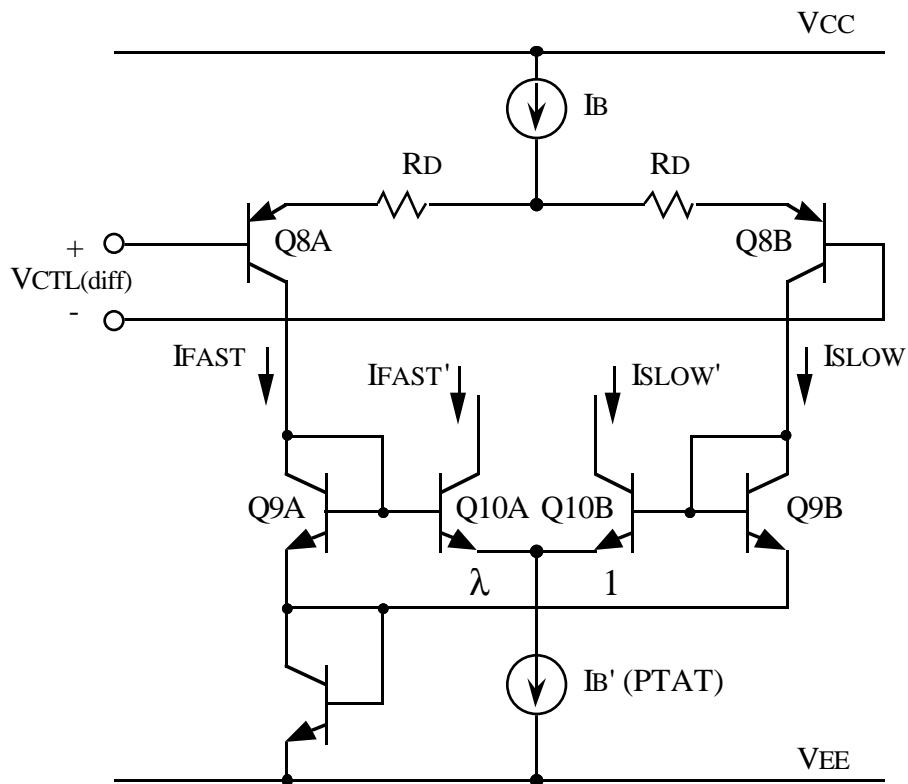 VCC
IB
RD RD
Q8A Q8B
+
VCTL(diff)
-
IFAST IFAST' ISLOW' ISLOW
Q9A Q10A Q10B Q9B
λ 1
IB' (PTAT)
VEE